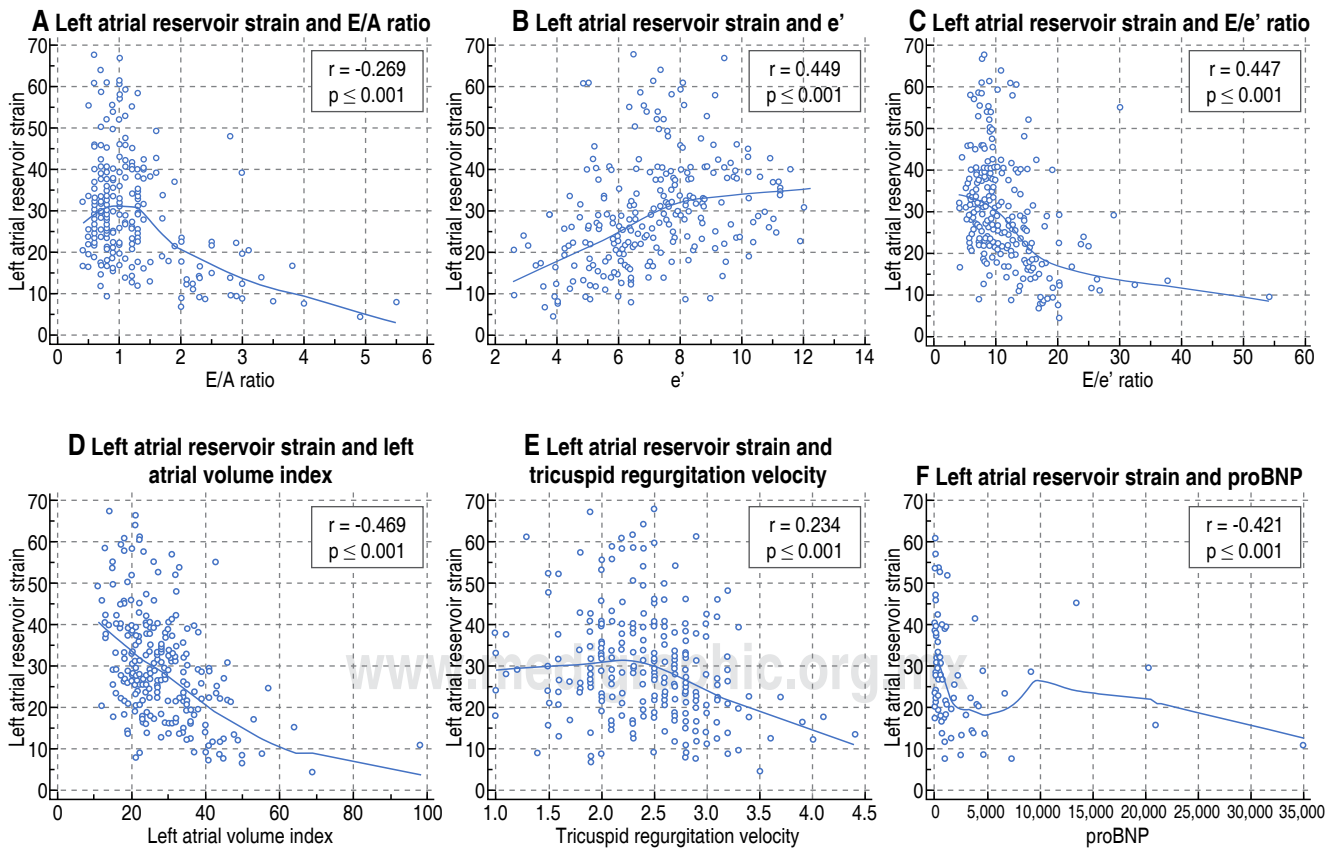 A Left atrial reservoir strain and E/A ratio
r = -0.269
p ≤ 0.001
Left atrial reservoir strain
70
60
50
40
30
20
10
0
0 1 2 3 4 5 6
E/A ratio
B Left atrial reservoir strain and e’
r = 0.449
p ≤ 0.001
Left atrial reservoir strain
70
60
50
40
30
20
10
0
2 4 6 8 10 12 14
e’
C Left atrial reservoir strain and E/e’ ratio
r = 0.447
p ≤ 0.001
Left atrial reservoir strain
70
60
50
40
30
20
10
0
0 10 20 30 40 50 60
E/e’ ratio
D Left atrial reservoir strain and left
atrial volume index
r = -0.469
p ≤ 0.001
Left atrial reservoir strain
70
60
50
40
30
20
10
0
0 20 40 60 80 100
Left atrial volume index
E Left atrial reservoir strain and
tricuspid regurgitation velocity
r = 0.234
p ≤ 0.001
Left atrial reservoir strain
70
60
50
40
30
20
10
0
1.0 1.5 2.0 2.5 3.0 3.5 4.0 4.5
Tricuspid regurgitation velocity
F Left atrial reservoir strain and proBNP
r = -0.421
p ≤ 0.001
Left atrial reservoir strain
70
60
50
40
30
20
10
0
0 5,000 10,000 15,000 20,000 25,000 30,000 35,000
proBNP
www.medigraphic.org.mx